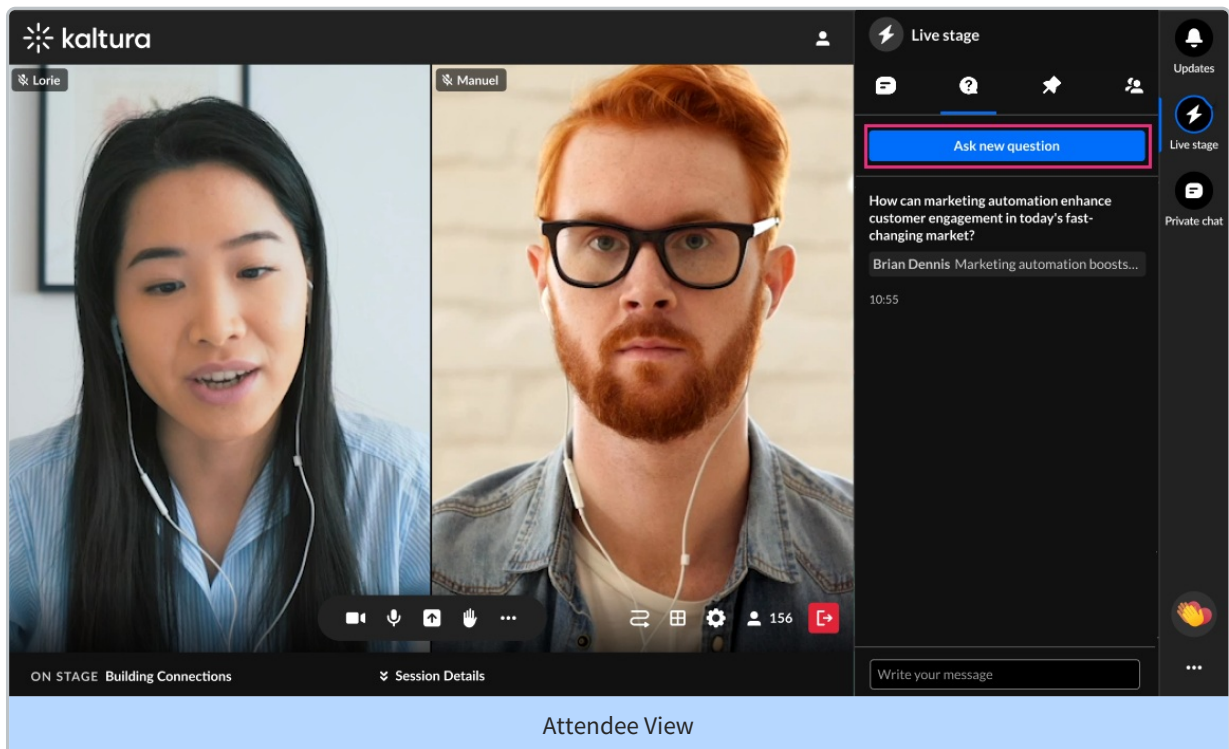 kaltura
Lorie
Manuel
156
ON STAGE Building Connections
Session Details
Live stage
Ask new question
How can marketing automation enhance
customer engagement in today's fast-
changing market?
Brian Dennis Marketing automation boosts...
10:55
Write your message
Updates
Live stage
Private chat
Attendee View